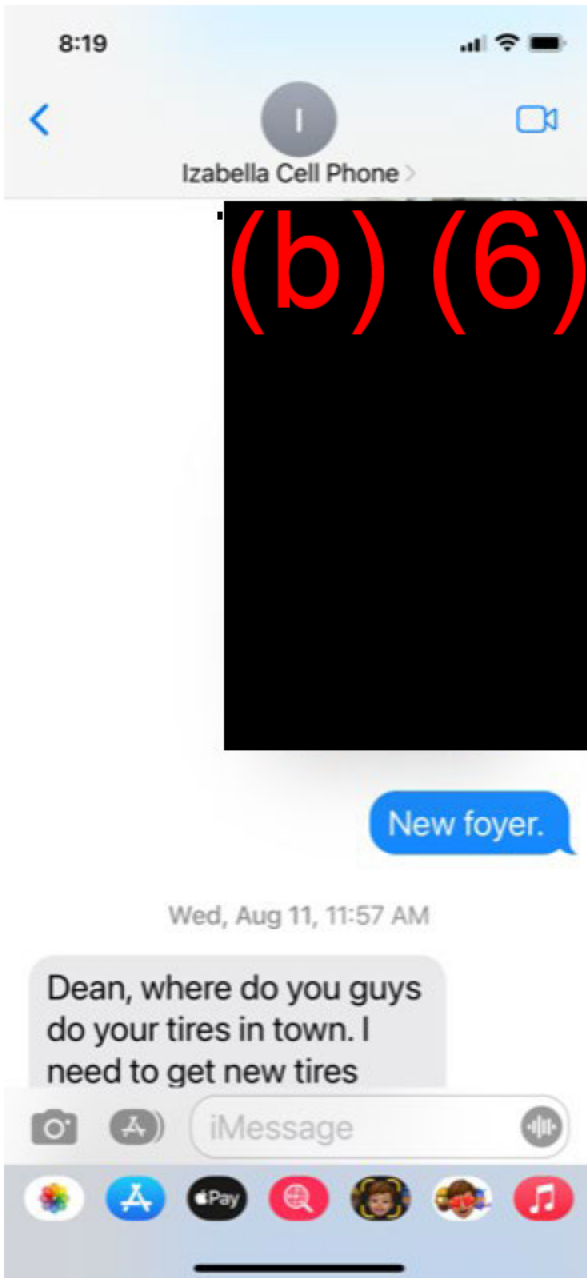 8:19
I
Izabella Cell Phone
(b) (6)
New foyer.
Wed, Aug 11, 11:57 AM
Dean, where do you guys
do your tires in town. I
need to get new tires
iMessage
Pay